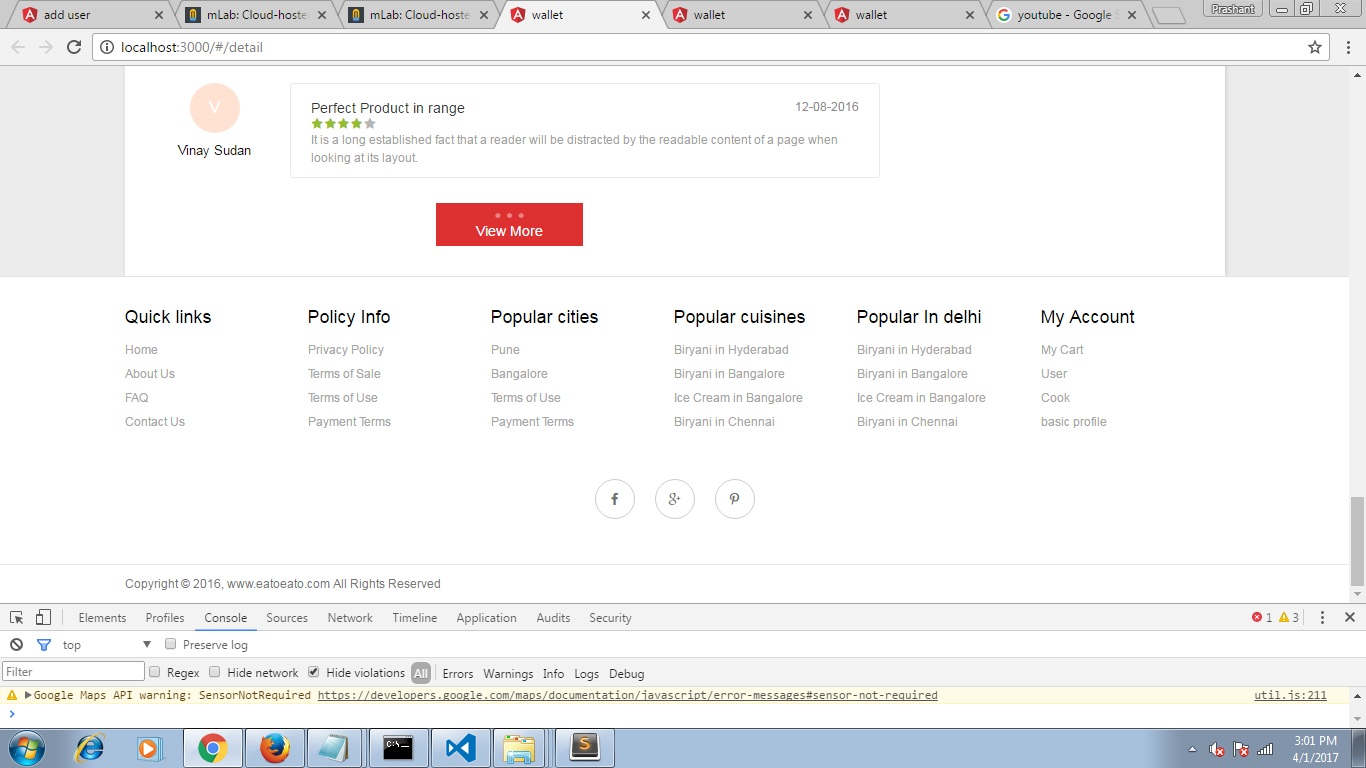 add user
mLab: Cloud-hoste
mLab: Cloud-hoste
wallet
wallet
wallet
youtube - Google S
Prashant
localhost:3000/#/detail
V
Vinay Sudan
Perfect Product in range
12-08-2016
It is a long established fact that a reader will be distracted by the readable content of a page when
looking at its layout.
View More
Quick links
Home
About Us
FAQ
Contact Us
Policy Info
Privacy Policy
Terms of Sale
Terms of Use
Payment Terms
Popular cities
Pune
Bangalore
Terms of Use
Payment Terms
Popular cuisines
Biryani in Hyderabad
Biryani in Bangalore
Ice Cream in Bangalore
Biryani in Chennai
Popular In delhi
Biryani in Hyderabad
Biryani in Bangalore
Ice Cream in Bangalore
Biryani in Chennai
My Account
My Cart
User
Cook
basic profile
Copyright © 2016, www.eatoeato.com All Rights Reserved
Elements Profiles Console Sources Network Timeline Application Audits Security 1 3
top Preserve log
Filter Regex Hide network Hide violations All Errors Warnings Info Logs Debug
Google Maps API warning: SensorNotRequired https://developers.google.com/maps/documentation/javascript/error-messages#sensor-not-required util.js:211
3:01 PM
4/1/2017